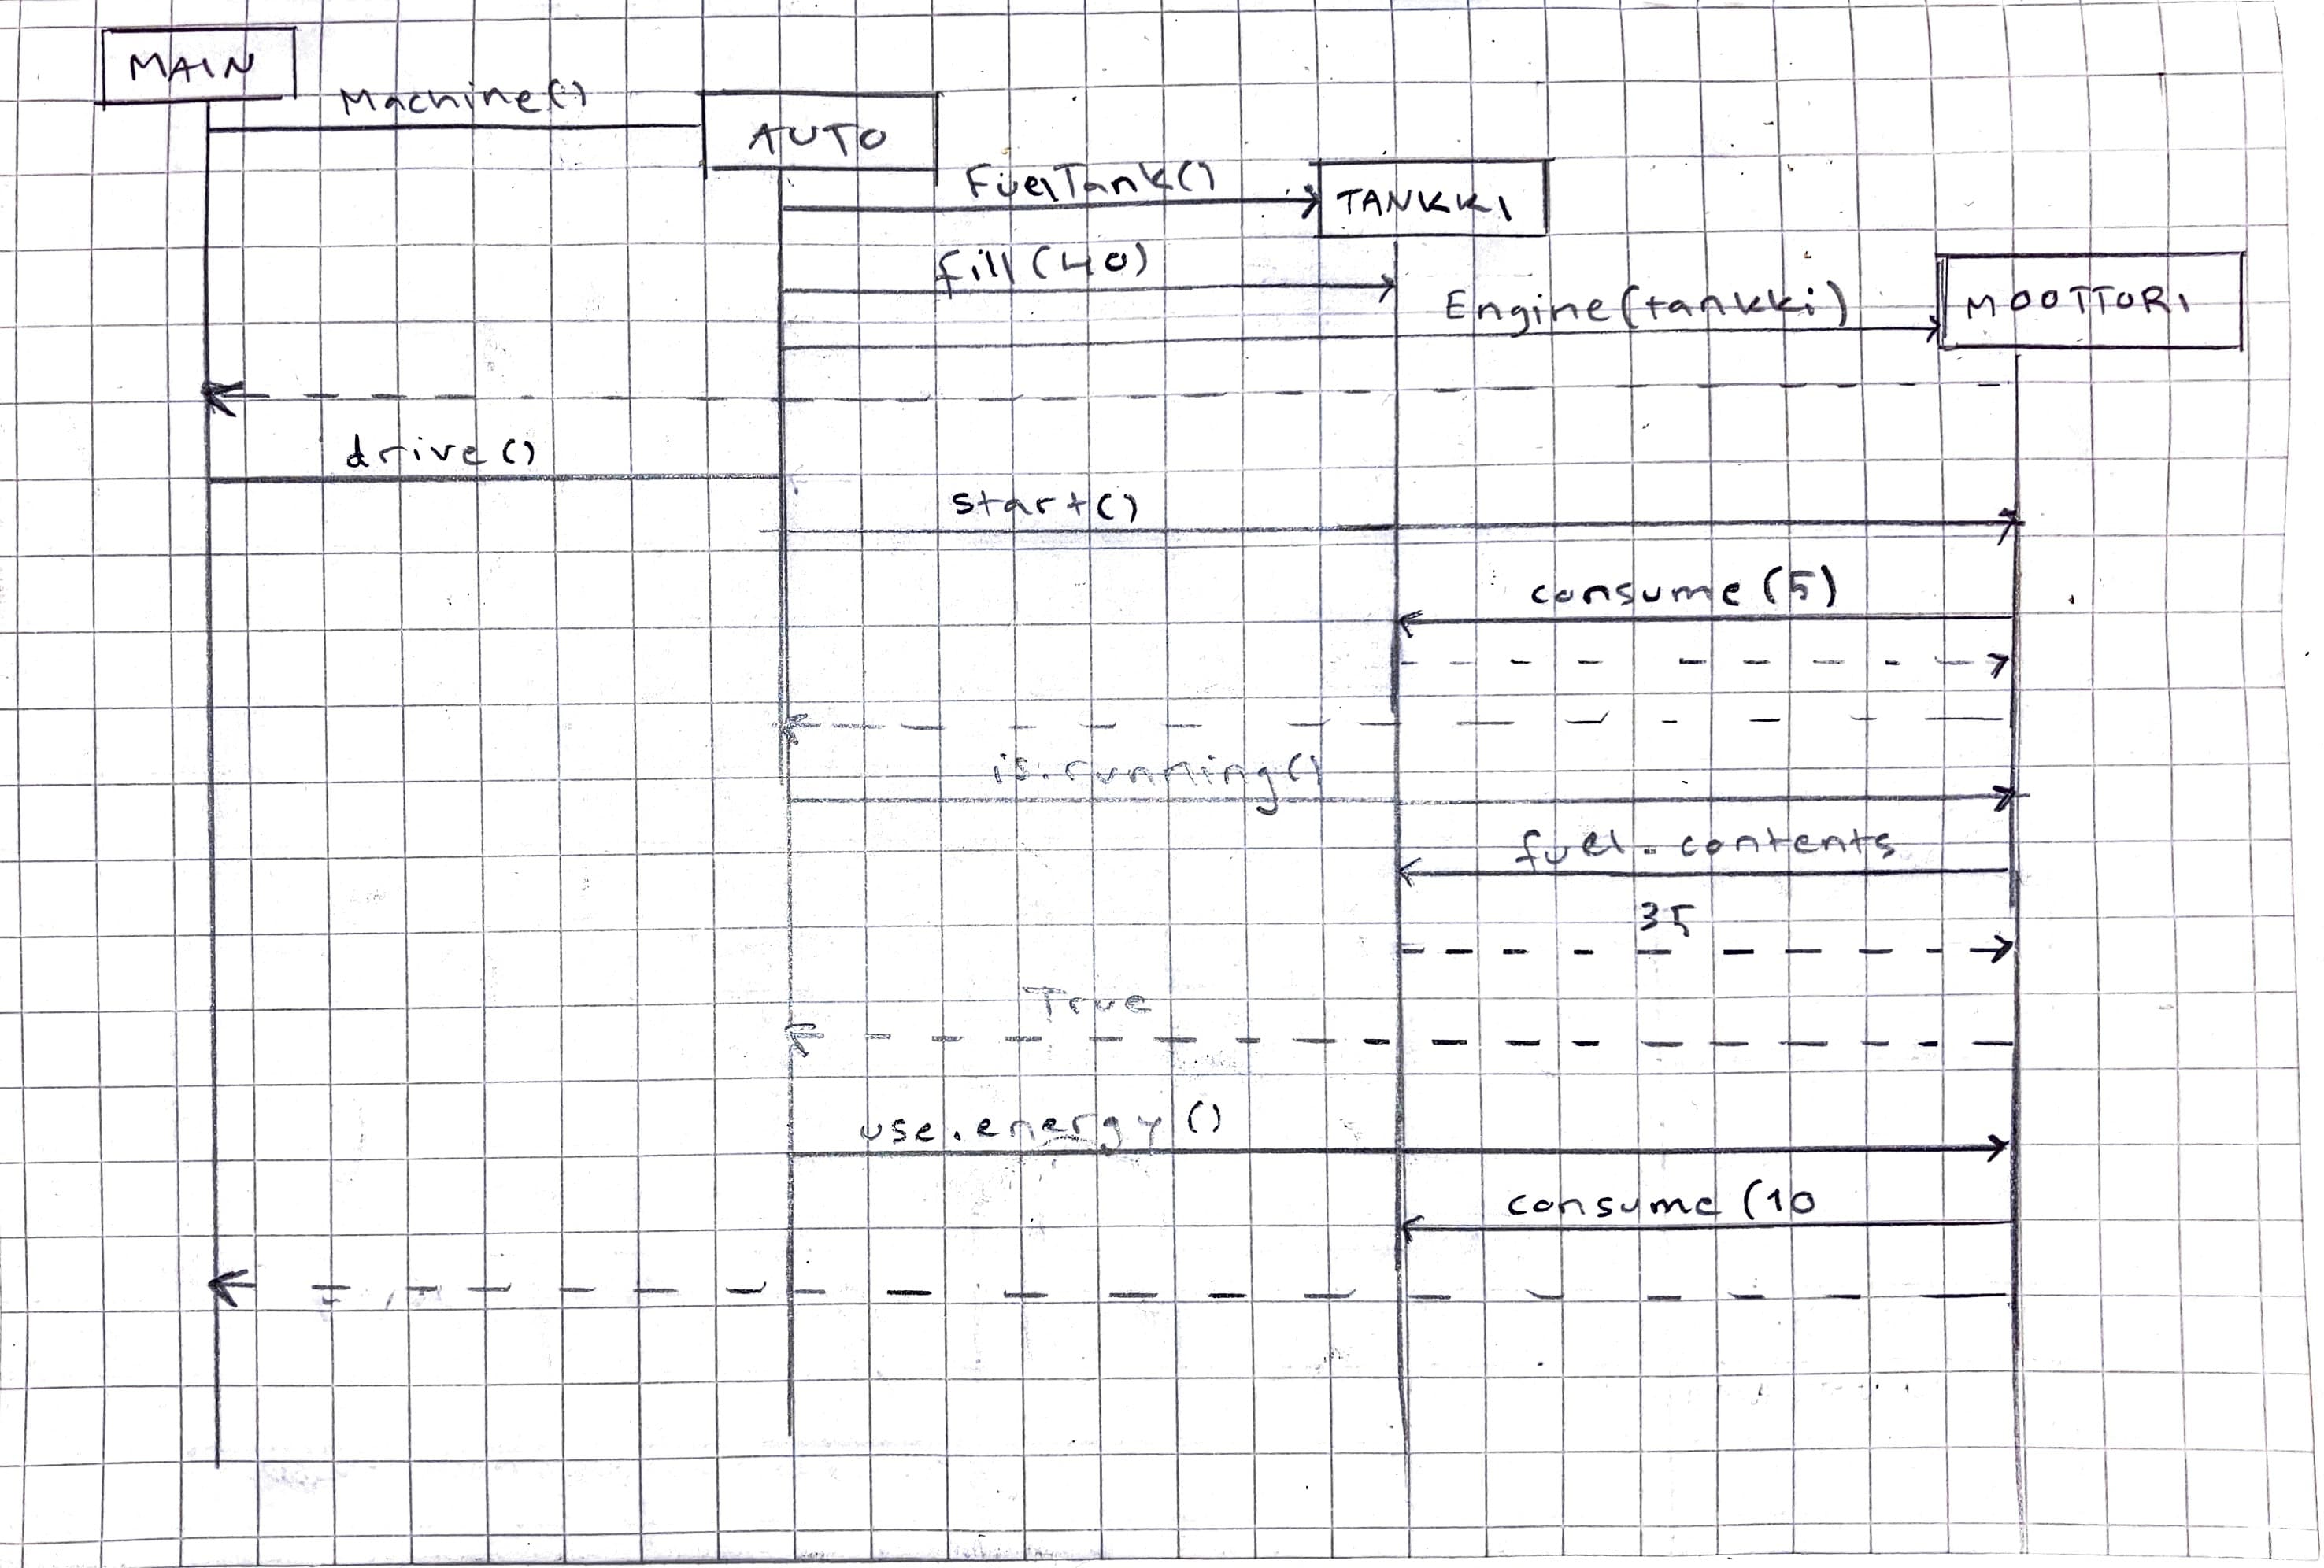 MAIN
Machine()
AUTO
FuelTank()
TANKKI
fill(40)
Engine(tankki)
MOOTTORI
drive()
start()
consume(5)
is.running()
fuel.contents
35
True
use.energy()
consume(10